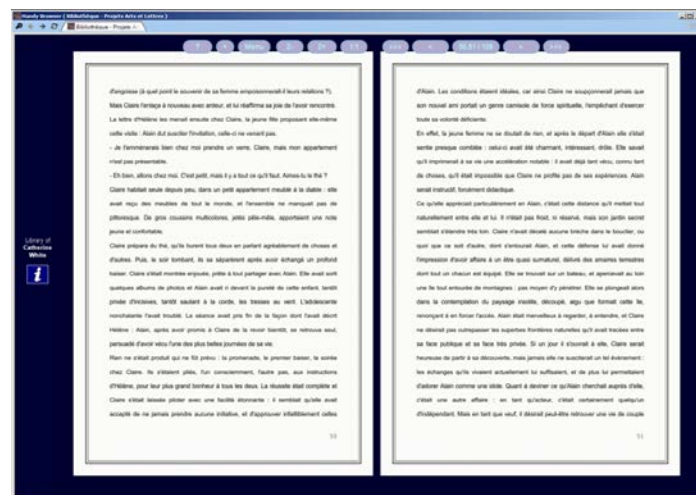 Handy Browser ( Bibliothèque - Projets Arts et Lettres )
Bibliothèque - Projets
? < Menu Z- Z+ 1:1 <<< < 50,51 / 126 > >>>
Library of
Catherine
White
d'angoisse (à quel point le souvenir de sa femme empoisonnerait-il leurs relations ?).
Mais Claire l'enlaça à nouveau avec ardeur, et lui réaffirma sa joie de l'avoir rencontré.
La lettre d'Hélène les menait ensuite chez Claire, la jeune fille proposant elle-même
cette visite : Alain dut susciter l'invitation, celle-ci ne venant pas.
- Je t'emmènerais bien chez moi prendre un verre, Claire, mais mon appartement
n'est pas présentable.
- Eh bien, allons chez moi. C'est petit, mais il y a tout ce qu'il faut. Aimes-tu le thé ?
Claire habitait seule depuis peu, dans un petit appartement meublé à la diable : elle
avait reçu des meubles de tout le monde, et l'ensemble ne manquait pas de
pittoresque. De gros coussins multicolores, jetés pêle-mêle, apportaient une note
jeune et confortable.
Claire prépara du thé, qu'ils burent tous deux en parlant agréablement de choses et
d'autres. Puis, le soir tombant, ils se séparèrent après avoir échangé un profond
baiser. Claire s'était montrée enjouée, prête à tout partager avec Alain. Elle avait sorti
quelques albums de photos et Alain avait ri devant la pureté de cette enfant, tantôt
privée d'incisives, tantôt sautant à la corde, les tresses au vent. L'adolescente
nonchalante l'avait troublé. La séance avait pris fin de la façon dont l'avait décrit
Hélène : Alain, après avoir promis à Claire de la revoir bientôt, se retrouva seul,
persuadé d'avoir vécu l'une des plus belles journées de sa vie.
Rien ne s'était produit qui ne fût prévu : la promenade, le premier baiser, la soirée
chez Claire. Ils s'étaient pliés, l'un consciemment, l'autre pas, aux instructions
d'Hélène, pour leur plus grand bonheur à tous les deux. La réussite était complète et
Claire s'était laissée piloter avec une facilité étonnante : il semblait qu'elle avait
accepté de ne jamais prendre aucune initiative, et d'approuver infailliblement celles
50
d'Alain. Les conditions étaient idéales, car ainsi Claire ne soupçonnerait jamais que
son nouvel ami portait un genre camisole de force spirituelle, l'empêchant d'exercer
toute sa volonté déficiente.
En effet, la jeune femme ne se doutait de rien, et après le départ d'Alain elle s'était
sentie presque comblée : celui-ci avait été charmant, intéressant, drôle. Elle savait
qu'il imprimerait à sa vie une accélération notable : il avait déjà tant vécu, connu tant
de choses, qu'il était impossible que Claire ne profite pas de ses expériences. Alain
serait instructif, forcément didactique.
Ce qu'elle appréciait particulièrement en Alain, c'était cette distance qu'il mettait tout
naturellement entre elle et lui. Il n'était pas froid, ni réservé, mais son jardin secret
semblait s'étendre très loin. Claire n'avait décelé aucune brèche dans le bouclier, ou
quoi que ce soit d'autre, dont s'entourait Alain, et cette défense lui avait donné
l'impression d'avoir affaire à un être quasi surnaturel, délivré des amarres terrestres
dont tout un chacun est équipé. Elle se trouvait sur un bateau, et apercevait au loin
une île tout entourée de montagnes : pas moyen d'y pénétrer. Elle se plongeait alors
dans la contemplation du paysage insolite, découpé, aigu que formait cette île,
renonçant à en forcer l'accès. Alain était merveilleux à regarder, à entendre, et Claire
ne désirait pas outrepasser les superbes frontières naturelles qu'il avait tracées entre
sa face publique et sa face très privée. Si un jour il s'ouvrait à elle, Claire serait
heureuse de partir à sa découverte, mais jamais elle ne susciterait un tel événement :
les échanges qu'ils vivaient actuellement lui suffisaient, et de plus lui permettaient
d'adorer Alain comme une idole. Quant à deviner ce qu'Alain cherchait auprès d'elle,
c'était une autre affaire : en tant qu'acteur, c'était certainement quelqu'un
d'indépendant. Mais en tant que veuf, il désirait peut-être retrouver une vie de couple
51